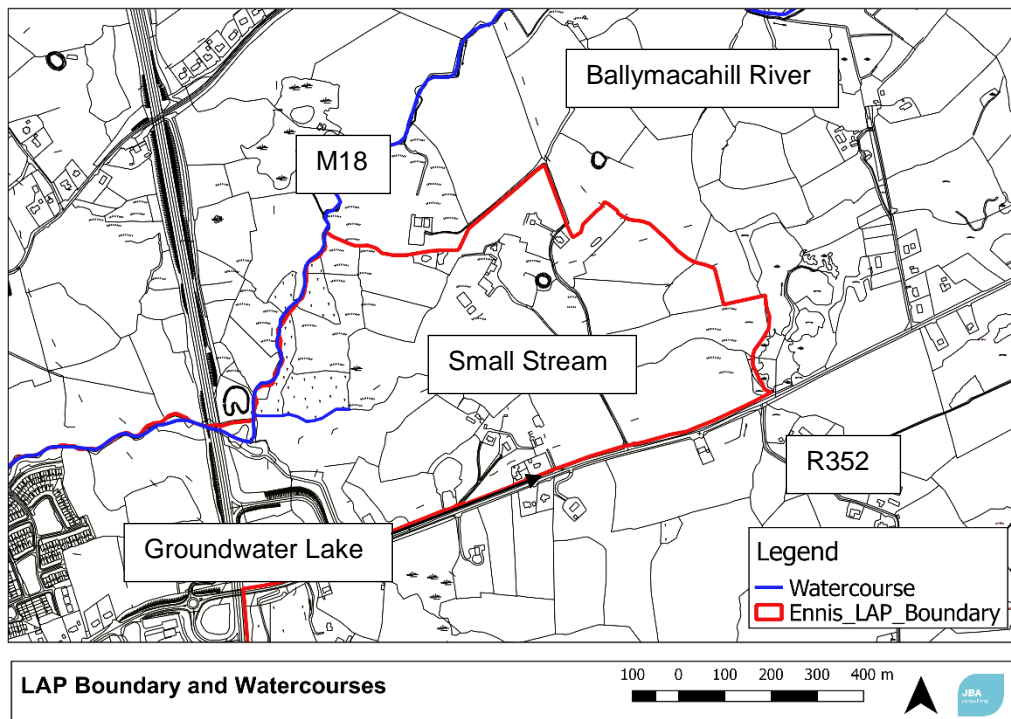 Ballymacahill River
M18
Small Stream
R352
Groundwater Lake
Legend
Watercourse
Ennis_LAP_Boundary
LAP Boundary and Watercourses
100 0 100 200 300 400 m
JBA
consulting